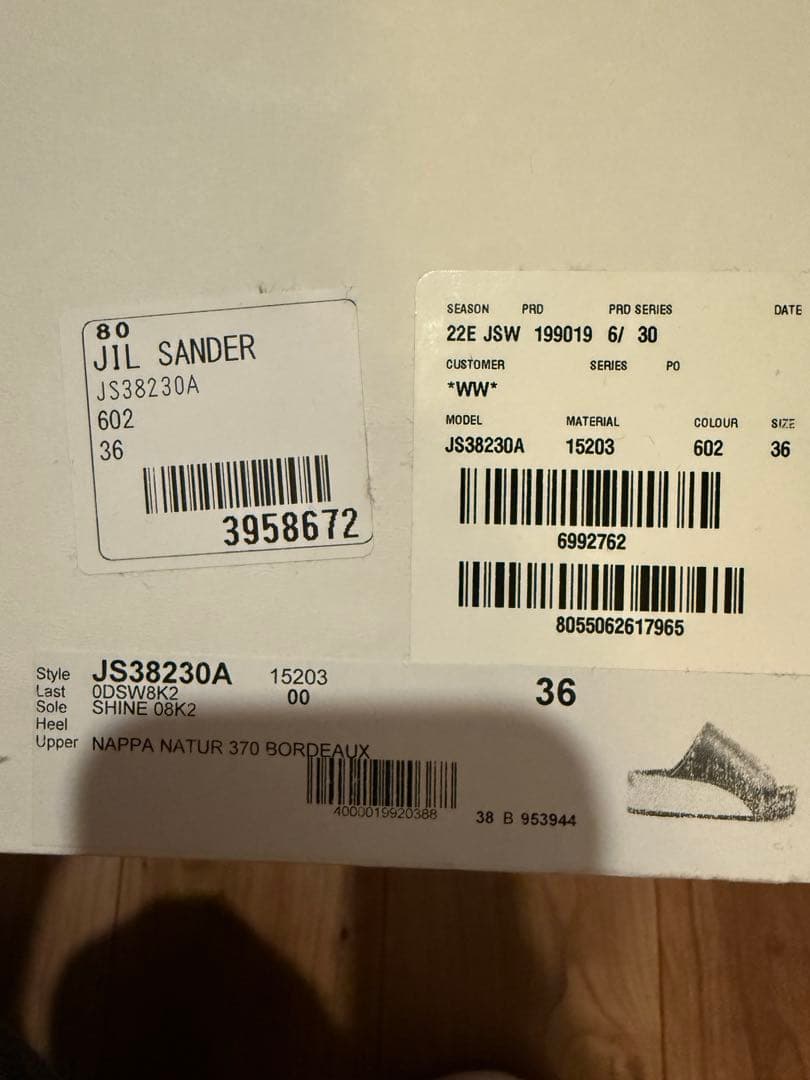 80
JIL SANDER
JS38230A
602
36
3958672
SEASON PRD PRD SERIES DATE
22E JSW 199019 6/ 30
CUSTOMER SERIES PO
*WW*
MODEL MATERIAL COLOUR SIZE
JS38230A 15203 602 36
6992762
8055062617965
Style JS38230A 15203 36
Last 0DSW8K2 00
Sole SHINE 08K2
Heel
Upper NAPPA NATUR 370 BORDEAUX
4000019920388 38 B 953944